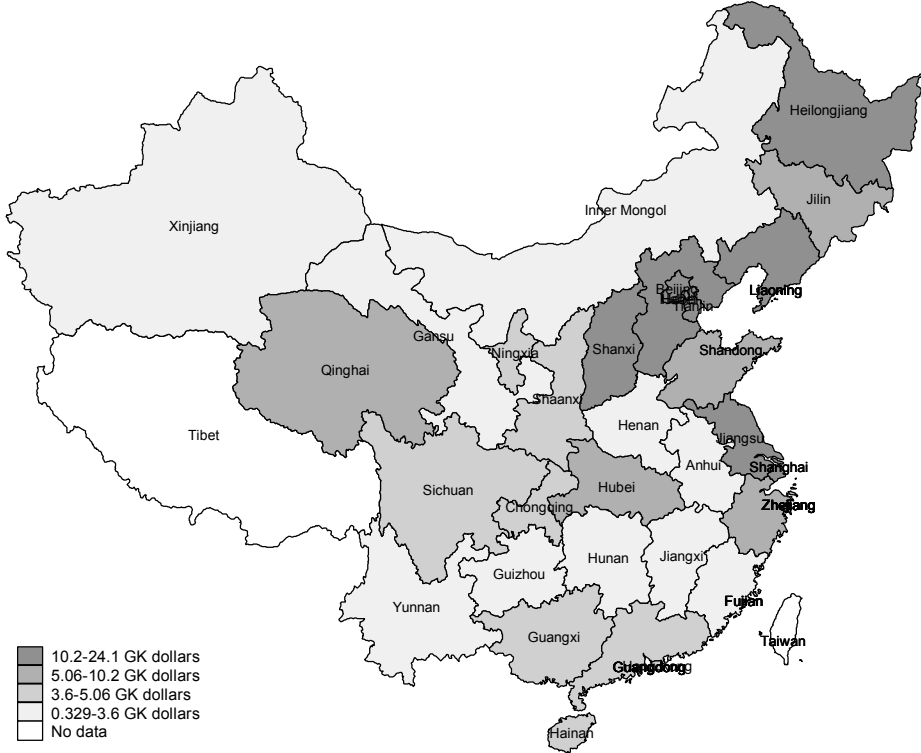 Heilongjiang
Jilin
Inner Mongol
Xinjiang
Beijing
Liaoning
Tianjin
Gansu
Ningxia
Shanxi
Shandong
Qinghai
Shaanxi
Henan
Tibet
Jiangsu
Anhui
Shanghai
Sichuan
Hubei
Chongqing
Zhejiang
Hunan
Jiangxi
Guizhou
Yunnan
Fujian
Guangxi
Taiwan
Guangdong
Hainan
10.2-24.1 GK dollars
5.06-10.2 GK dollars
3.6-5.06 GK dollars
0.329-3.6 GK dollars
No data